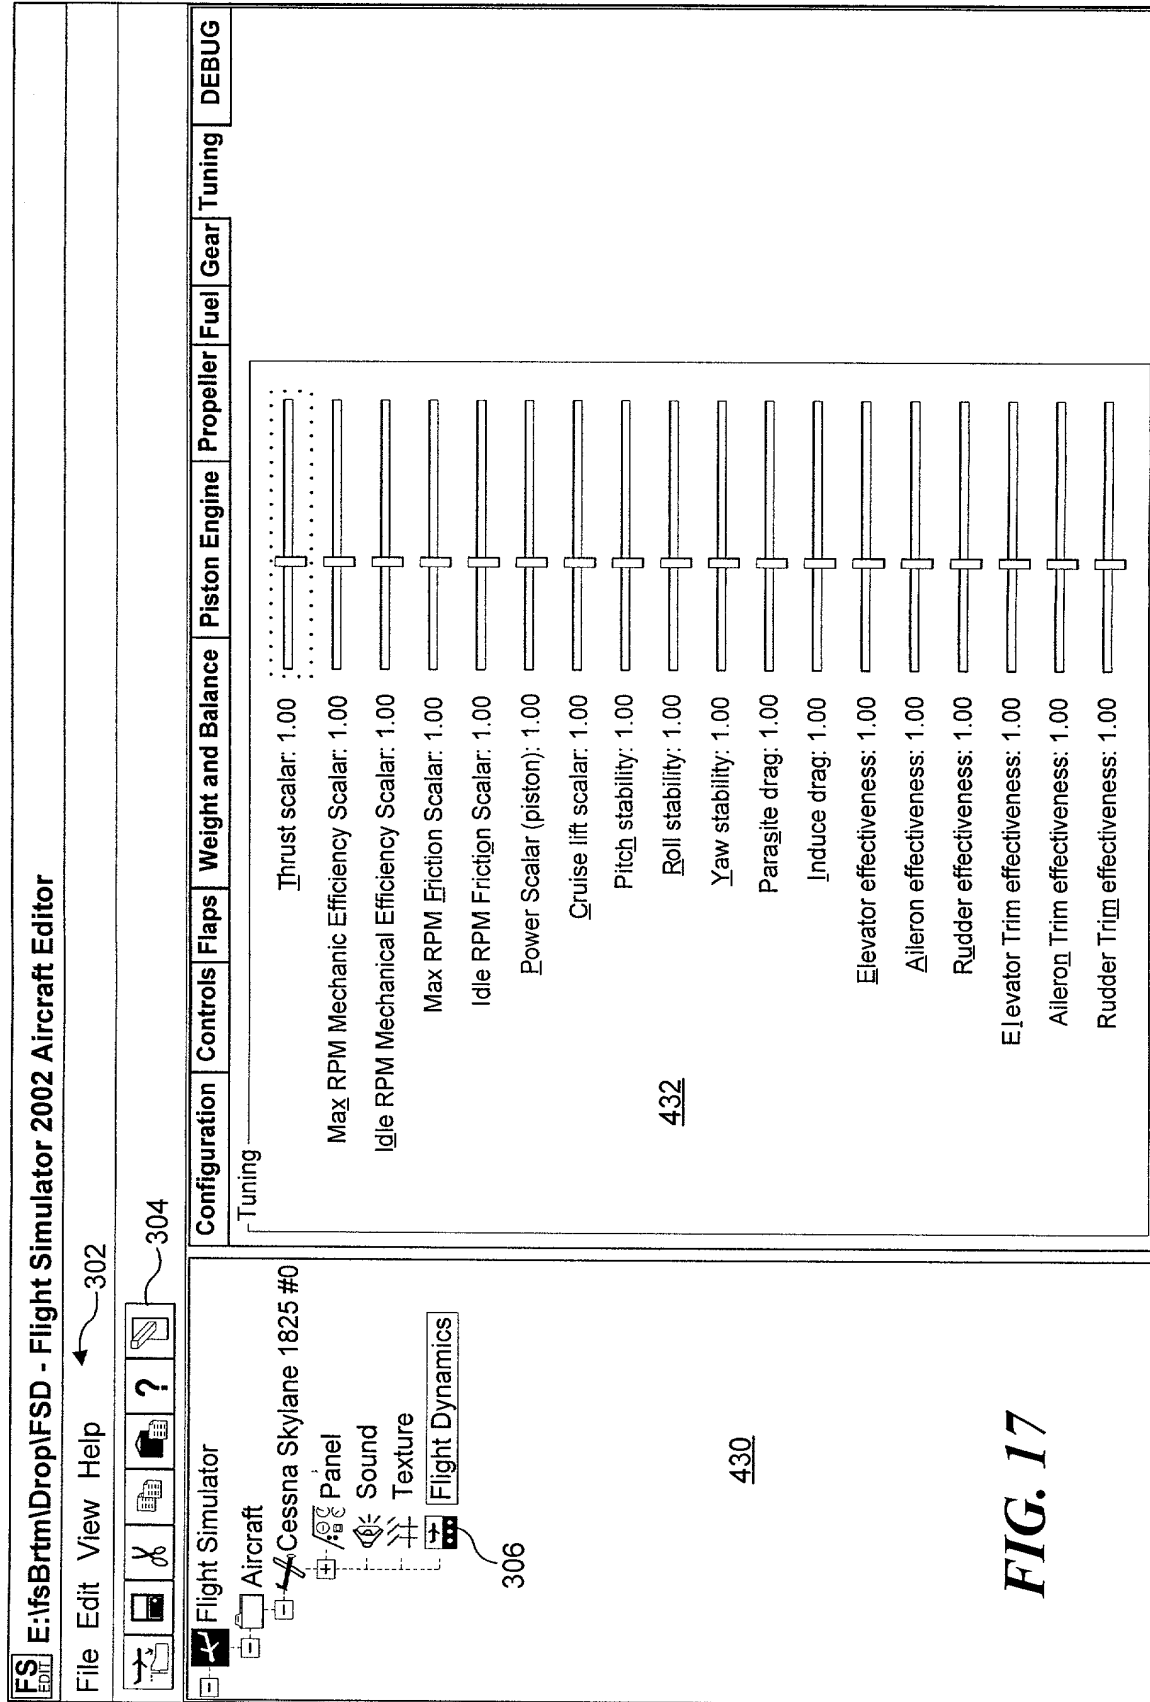 FS EDIT E:\fsBrtm\Drop\FSD - Flight Simulator 2002 Aircraft Editor
File Edit View Help
302
?
304
Flight Simulator
Aircraft
Cessna Skylane 1825 #0
Panel
Sound
Texture
Flight Dynamics
306
430
Configuration Controls Flaps Weight and Balance Piston Engine Propeller Fuel Gear Tuning DEBUG
Tuning
Thrust scalar: 1.00
Max RPM Mechanic Efficiency Scalar: 1.00
Idle RPM Mechanical Efficiency Scalar: 1.00
Max RPM Friction Scalar: 1.00
Idle RPM Friction Scalar: 1.00
Power Scalar (piston): 1.00
Cruise lift scalar: 1.00
Pitch stability: 1.00
Roll stability: 1.00
Yaw stability: 1.00
Parasite drag: 1.00
Induce drag: 1.00
Elevator effectiveness: 1.00
Aileron effectiveness: 1.00
Rudder effectiveness: 1.00
Elevator Trim effectiveness: 1.00
Aileron Trim effectiveness: 1.00
Rudder Trim effectiveness: 1.00
432
FIG. 17